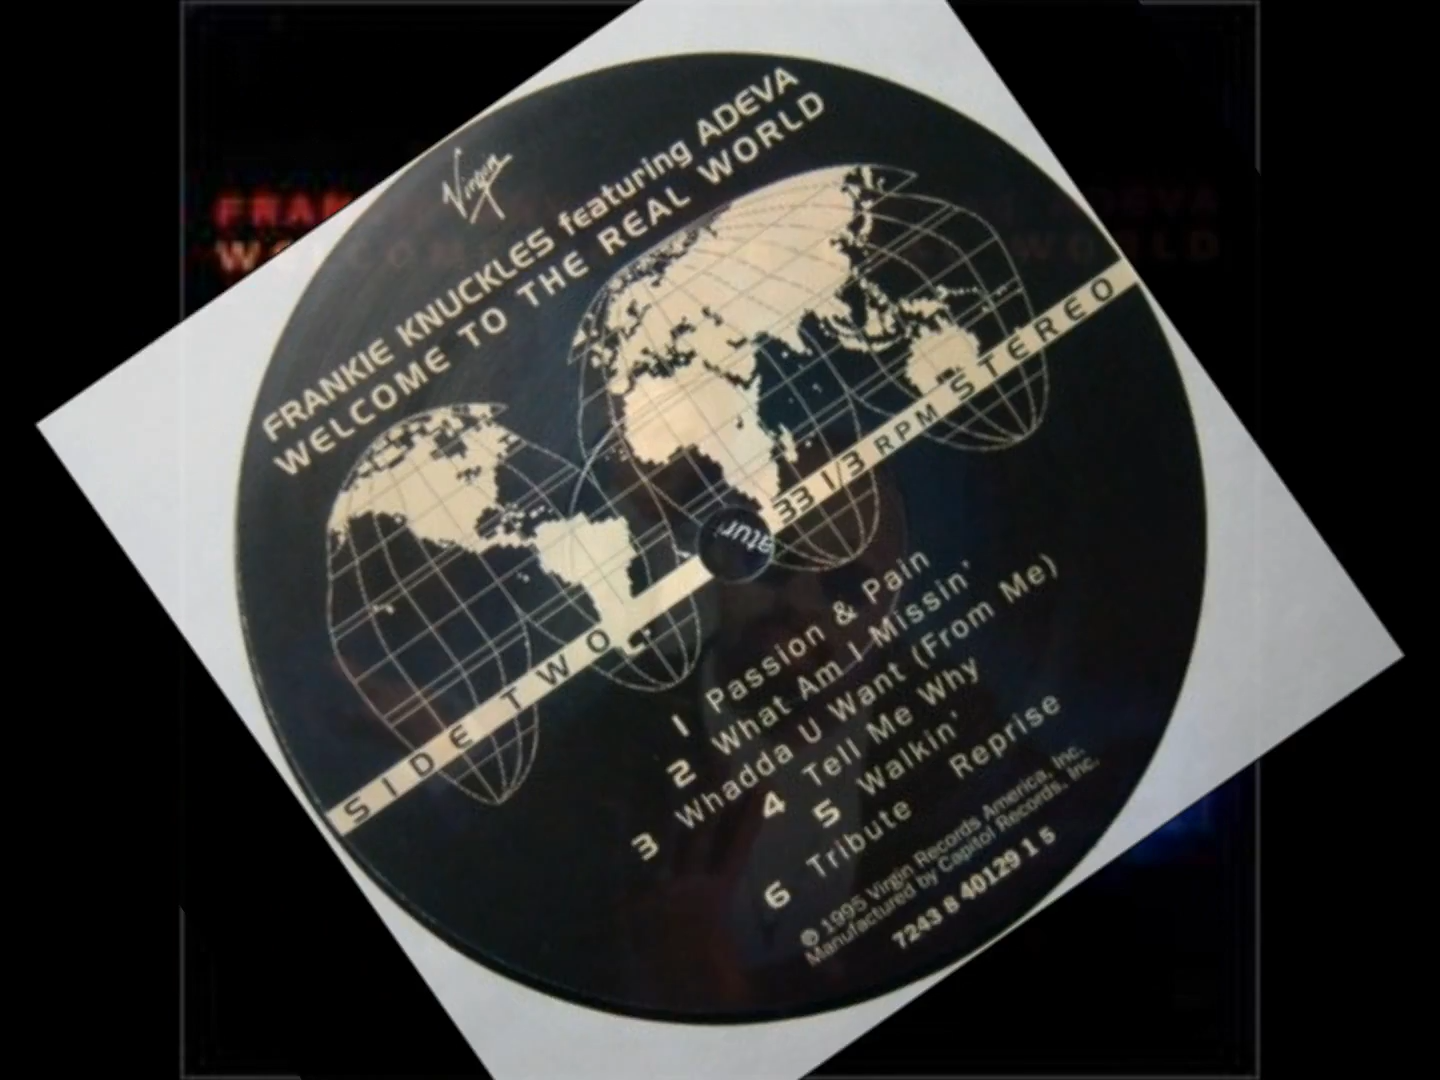 Virgin
FRANKIE KNUCKLES featuring ADEVA
WELCOME TO THE REAL WORLD
SIDE TWO 33 1/3 RPM STEREO
1 Passion & Pain
2 What Am I Missin'
3 Whadda U Want (From Me)
4 Tell Me Why
5 Walkin'
6 Tribute Reprise
℗ 1995 Virgin Records America, Inc.
Manufactured by Capitol Records, Inc.
7243 8 40129 1 5